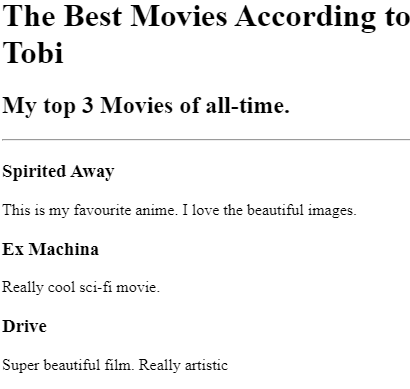 The Best Movies According to
Tobi
My top 3 Movies of all-time.
Spirited Away
This is my favourite anime. I love the beautiful images.
Ex Machina
Really cool sci-fi movie.
Drive
Super beautiful film. Really artistic